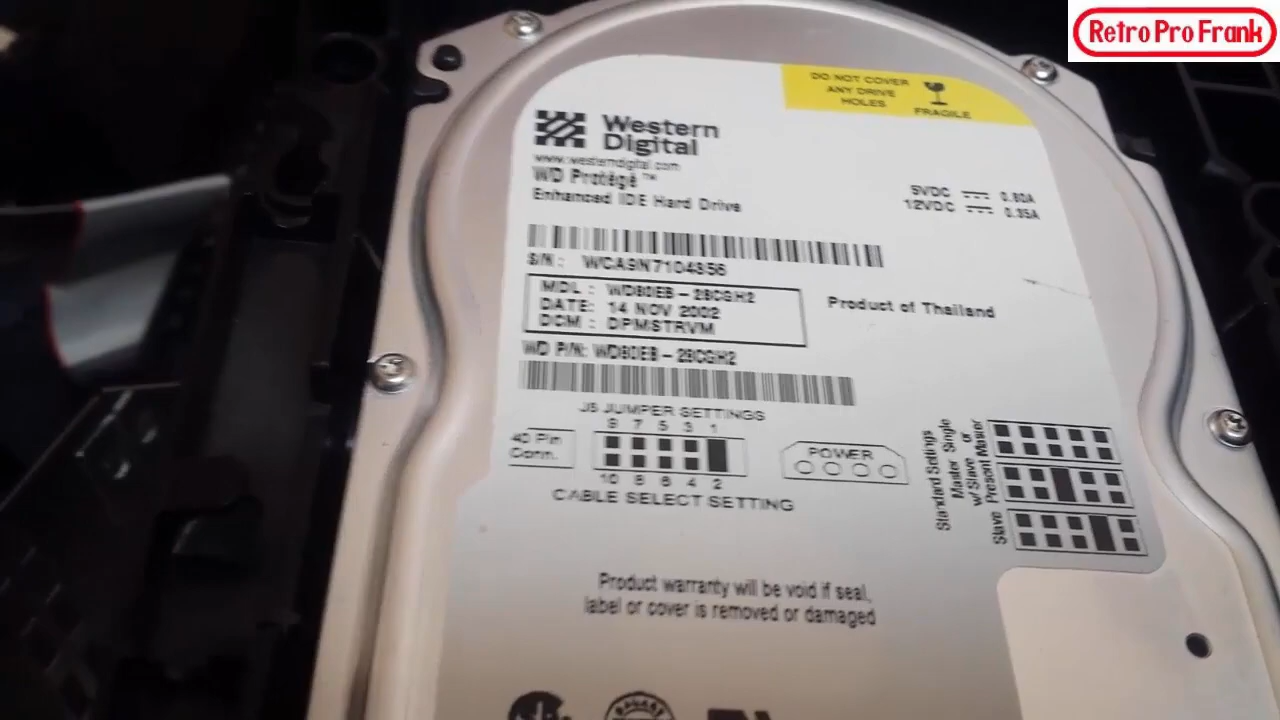 Retro Pro Frank
DO NOT COVER
ANY DRIVE
HOLES
FRAGILE
Western
Digital
www.westerndigital.com
WD Protégé ™
Enhanced IDE Hard Drive
5VDC 0.60A
12VDC 0.35A
S/N: WCA9N7104356
MDL: WD80EB-28CGH2
DATE: 14 NOV 2002
DCM: DPMSTRVM
Product of Thailand
WD P/N: WD80EB-28CGH2
J8 JUMPER SETTINGS
9 7 5 3 1
40 Pin
Conn.
10 8 6 4 2
CABLE SELECT SETTING
POWER
Standard Settings
Master Single
or
w/Slave Master
Present
Slave
Product warranty will be void if seal,
label or cover is removed or damaged